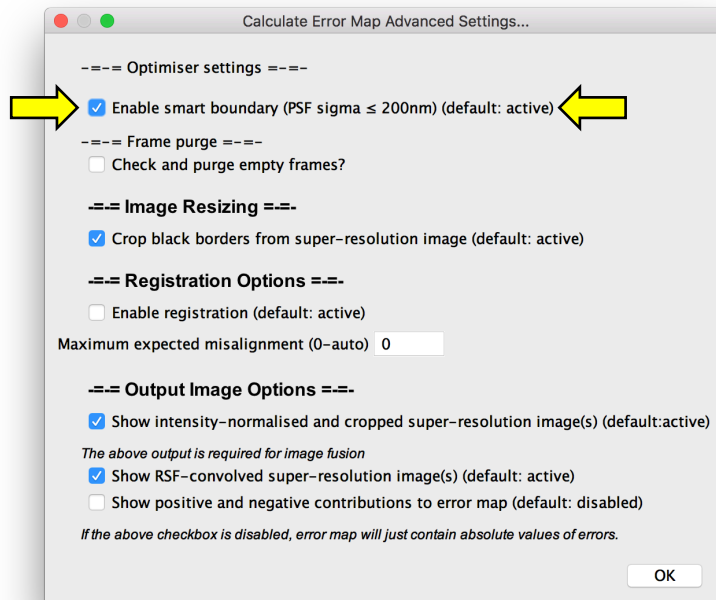 Calculate Error Map Advanced Settings...
-=-= Optimiser settings =-=-
Enable smart boundary (PSF sigma ≤ 200nm) (default: active)
-=-= Frame purge =-=-
Check and purge empty frames?
-=-= Image Resizing =-=-
Crop black borders from super-resolution image (default: active)
-=-= Registration Options =-=-
Enable registration (default: active)
Maximum expected misalignment (0-auto) 0
-=-= Output Image Options =-=-
Show intensity-normalised and cropped super-resolution image(s) (default:active)
The above output is required for image fusion
Show RSF-convolved super-resolution image(s) (default: active)
Show positive and negative contributions to error map (default: disabled)
If the above checkbox is disabled, error map will just contain absolute values of errors.
OK